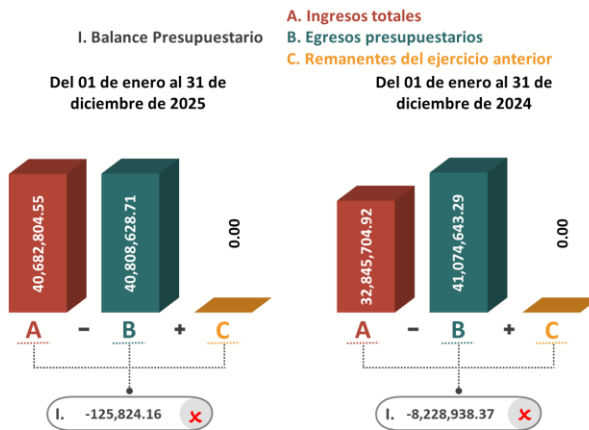 A. Ingresos totales
I. Balance Presupuestario
B. Egresos presupuestarios
C. Remanentes del ejercicio anterior
Del 01 de enero al 31 de
diciembre de 2025
40,682,804.55
40,808,628.71
0.00
A - B + C
I. -125,824.16
Del 01 de enero al 31 de
diciembre de 2024
32,845,704.92
41,074,643.29
0.00
A - B + C
I. -8,228,938.37